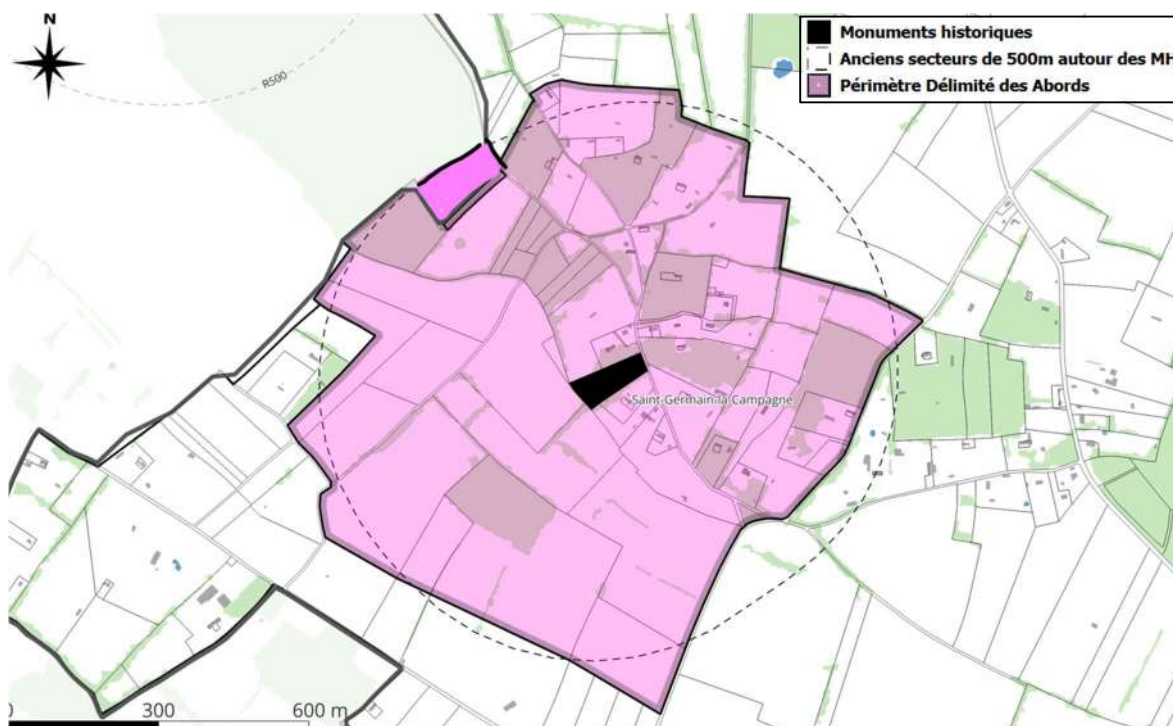 N
R500
Monuments historiques
Anciens secteurs de 500m autour des MH
Périmètre Délimité des Abords
Saint-Germain-la-Campagne
0 300 600 m